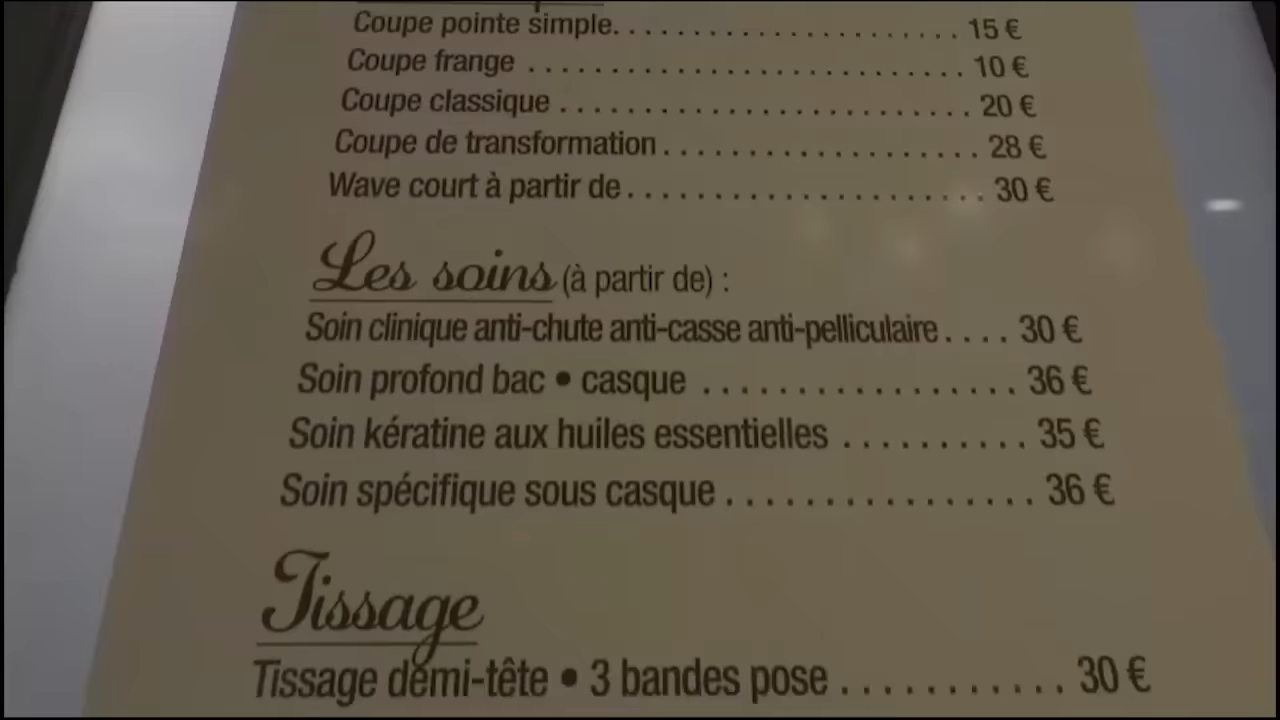 Coupe pointe simple. . . . . . . . . . . . . . . . . . . . . . 15 €
Coupe frange . . . . . . . . . . . . . . . . . . . . . . . . . . . 10 €
Coupe classique . . . . . . . . . . . . . . . . . . . . . . . . . 20 €
Coupe de transformation . . . . . . . . . . . . . . . . . . . 28 €
Wave court à partir de . . . . . . . . . . . . . . . . . . . . . 30 €
Les soins (à partir de) :
Soin clinique anti-chute anti-casse anti-pelliculaire . . . . 30 €
Soin profond bac • casque . . . . . . . . . . . . . . . . . 36 €
Soin kératine aux huiles essentielles . . . . . . . . . . 35 €
Soin spécifique sous casque . . . . . . . . . . . . . . . . 36 €
Tissage
Tissage demi-tête • 3 bandes pose . . . . . . . . . . . 30 €